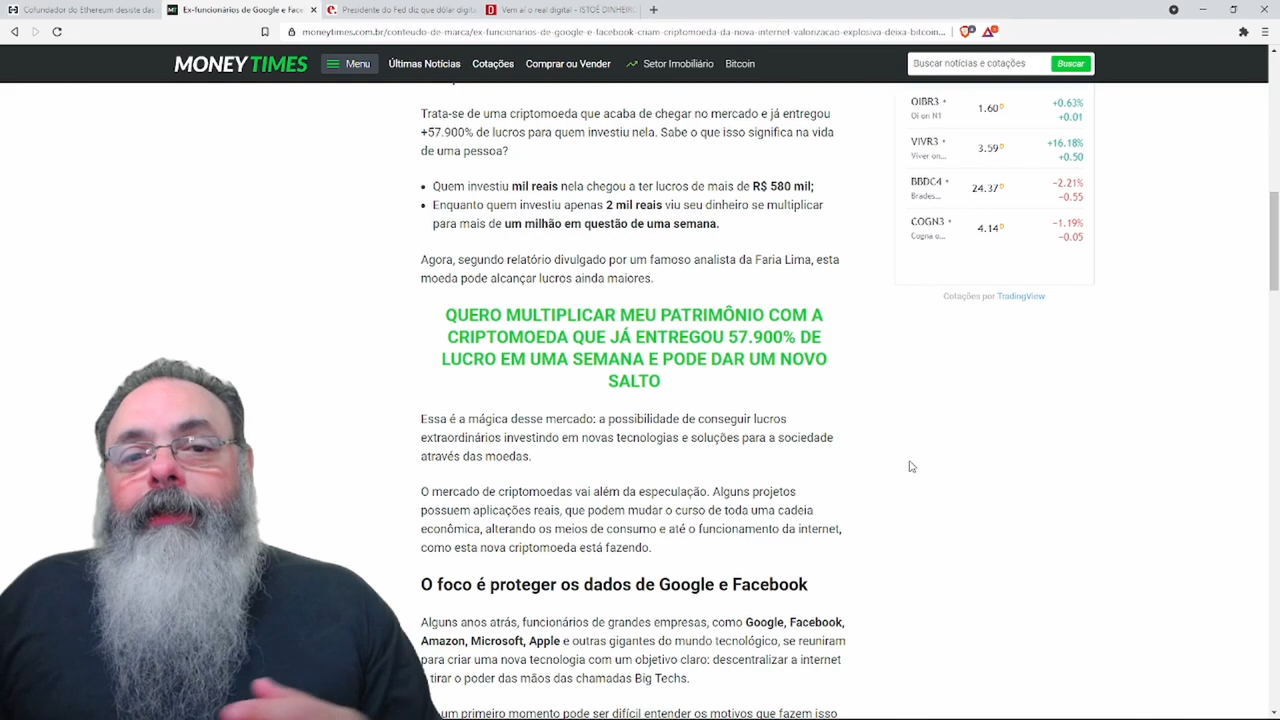 Cofundador do Ethereum desiste das
Ex-funcionários de Google e Face
Presidente do Fed diz que dólar digita
Vem aí o real digital - ISTOÉ DINHEIRO
moneytimes.com.br/conteudo-de-marca/ex-funcionarios-de-google-e-facebook-criam-criptomoeda-da-nova-internet-valorizacao-explosiva-deixa-bitcoin...
MONEY TIMES
Menu
Últimas Notícias
Cotações
Comprar ou Vender
Setor Imobiliário
Bitcoin
Buscar notícias e cotações
Buscar
Trata-se de uma criptomoeda que acaba de chegar no mercado e já entregou
+57.900% de lucros para quem investiu nela. Sabe o que isso significa na vida
de uma pessoa?
• Quem investiu mil reais nela chegou a ter lucros de mais de R$ 580 mil;
• Enquanto quem investiu apenas 2 mil reais viu seu dinheiro se multiplicar
para mais de um milhão em questão de uma semana.
Agora, segundo relatório divulgado por um famoso analista da Faria Lima, esta
moeda pode alcançar lucros ainda maiores.
QUERO MULTIPLICAR MEU PATRIMÔNIO COM A
CRIPTOMOEDA QUE JÁ ENTREGOU 57.900% DE
LUCRO EM UMA SEMANA E PODE DAR UM NOVO
SALTO
Essa é a mágica desse mercado: a possibilidade de conseguir lucros
extraordinários investindo em novas tecnologias e soluções para a sociedade
através das moedas.
O mercado de criptomoedas vai além da especulação. Alguns projetos
possuem aplicações reais, que podem mudar o curso de toda uma cadeia
econômica, alterando os meios de consumo e até o funcionamento da internet,
como esta nova criptomoeda está fazendo.
O foco é proteger os dados de Google e Facebook
Alguns anos atrás, funcionários de grandes empresas, como Google, Facebook,
Amazon, Microsoft, Apple e outras gigantes do mundo tecnológico, se reuniram
para criar uma nova tecnologia com um objetivo claro: descentralizar a internet
tirar o poder das mãos das chamadas Big Techs.
um primeiro momento pode ser difícil entender os motivos que fazem isso
OIBR3 1.60 D +0.63%
Oi on N1 +0.01
VIVR3 3.59 D +16.18%
Viver on... +0.50
BBDC4 24.37 D −2.21%
Brades... −0.55
COGN3 4.14 D −1.19%
Cogna o... −0.05
Cotações por TradingView